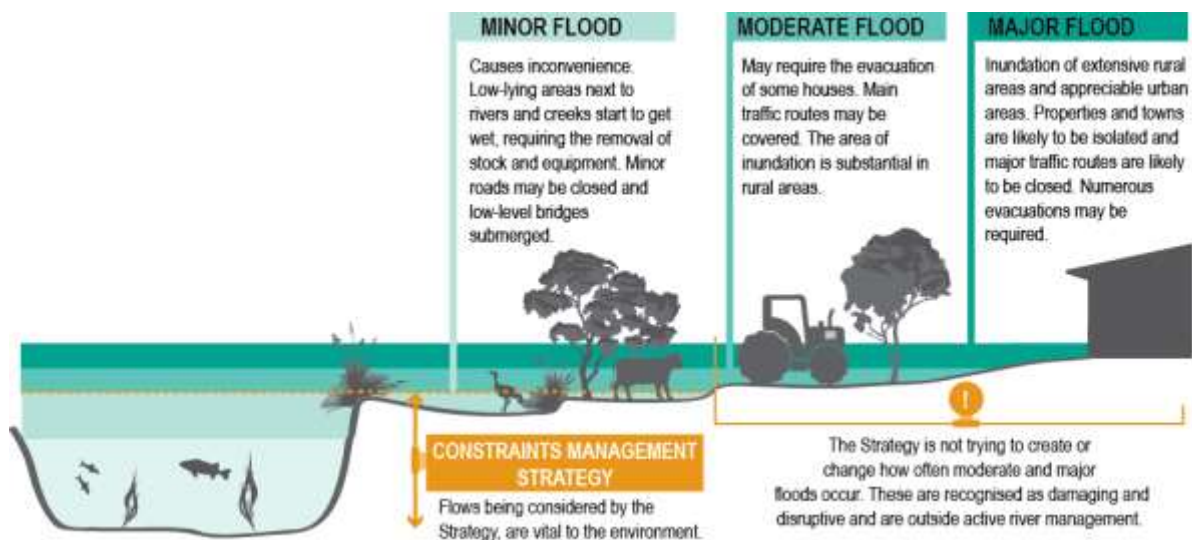 MINOR FLOOD
Causes inconvenience.
Low-lying areas next to
rivers and creeks start to get
wet, requiring the removal of
stock and equipment. Minor
roads may be closed and
low-level bridges
submerged.
MODERATE FLOOD
May require the evacuation
of some houses. Main
traffic routes may be
covered. The area of
inundation is substantial in
rural areas.
MAJOR FLOOD
Inundation of extensive rural
areas and appreciable urban
areas. Properties and towns
are likely to be isolated and
major traffic routes are likely
to be closed. Numerous
evacuations may be
required.
CONSTRAINTS MANAGEMENT
STRATEGY
Flows being considered by the
Strategy, are vital to the environment.
!
The Strategy is not trying to create or
change how often moderate and major
floods occur. These are recognised as damaging and
disruptive and are outside active river management.